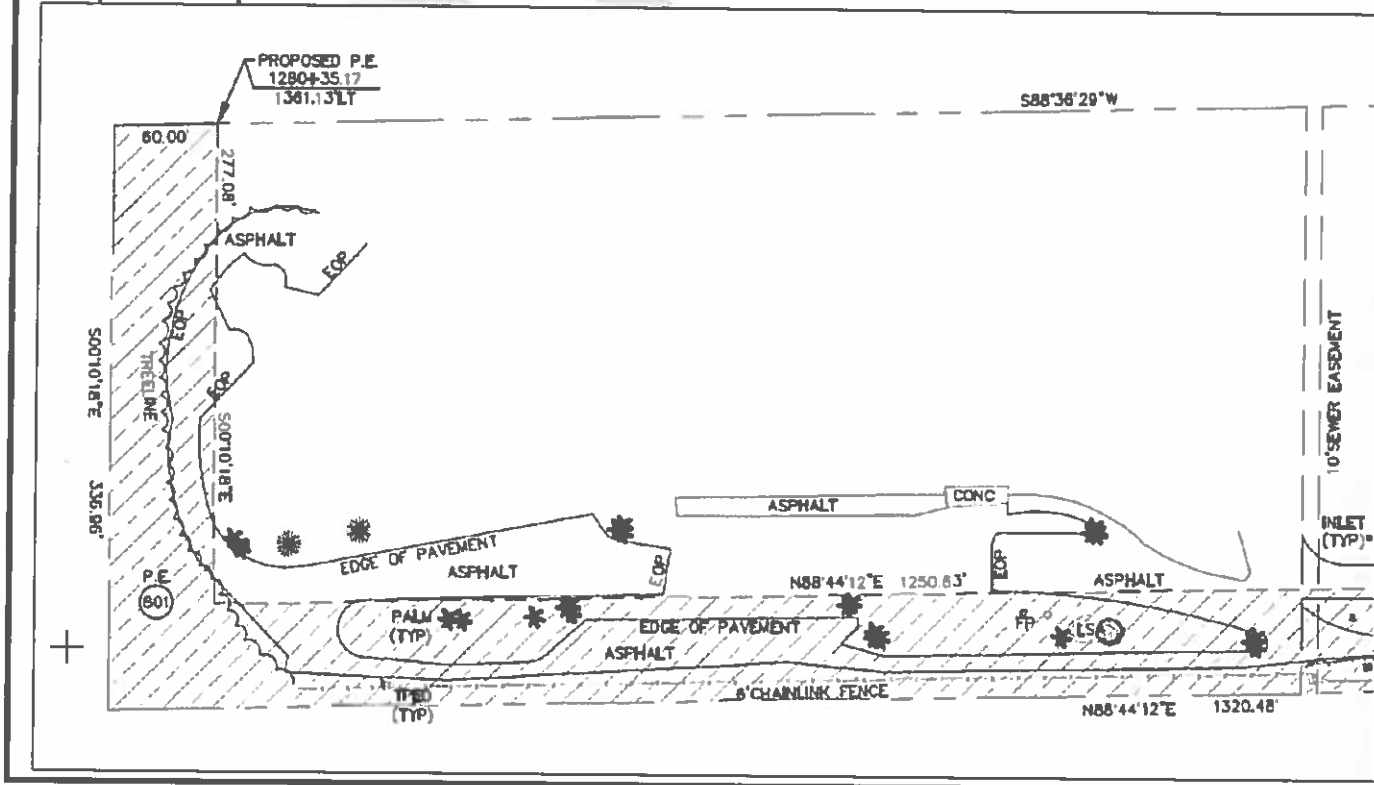 PROPOSED P.E.
1280+35.17
1361.13'LT
S88°36'29"W
60.00'
277.08'
ASPHALT
EOP
EOP
TREELINE
S00°10'18"E
EOP
S00°10'18"E
10'SEWER EASEMENT
336.96'
ASPHALT
CONC
INLET
(TYP)
EDGE OF PAVEMENT
ASPHALT
EOP
EOP
N88°44'12"E 1250.63'
ASPHALT
P.E.
801
PALM
(TYP)
EDGE OF PAVEMENT
ASPHALT
FP
LSA
TPED
(TYP)
6'CHAINLINK FENCE
N88°44'12"E 1320.48'